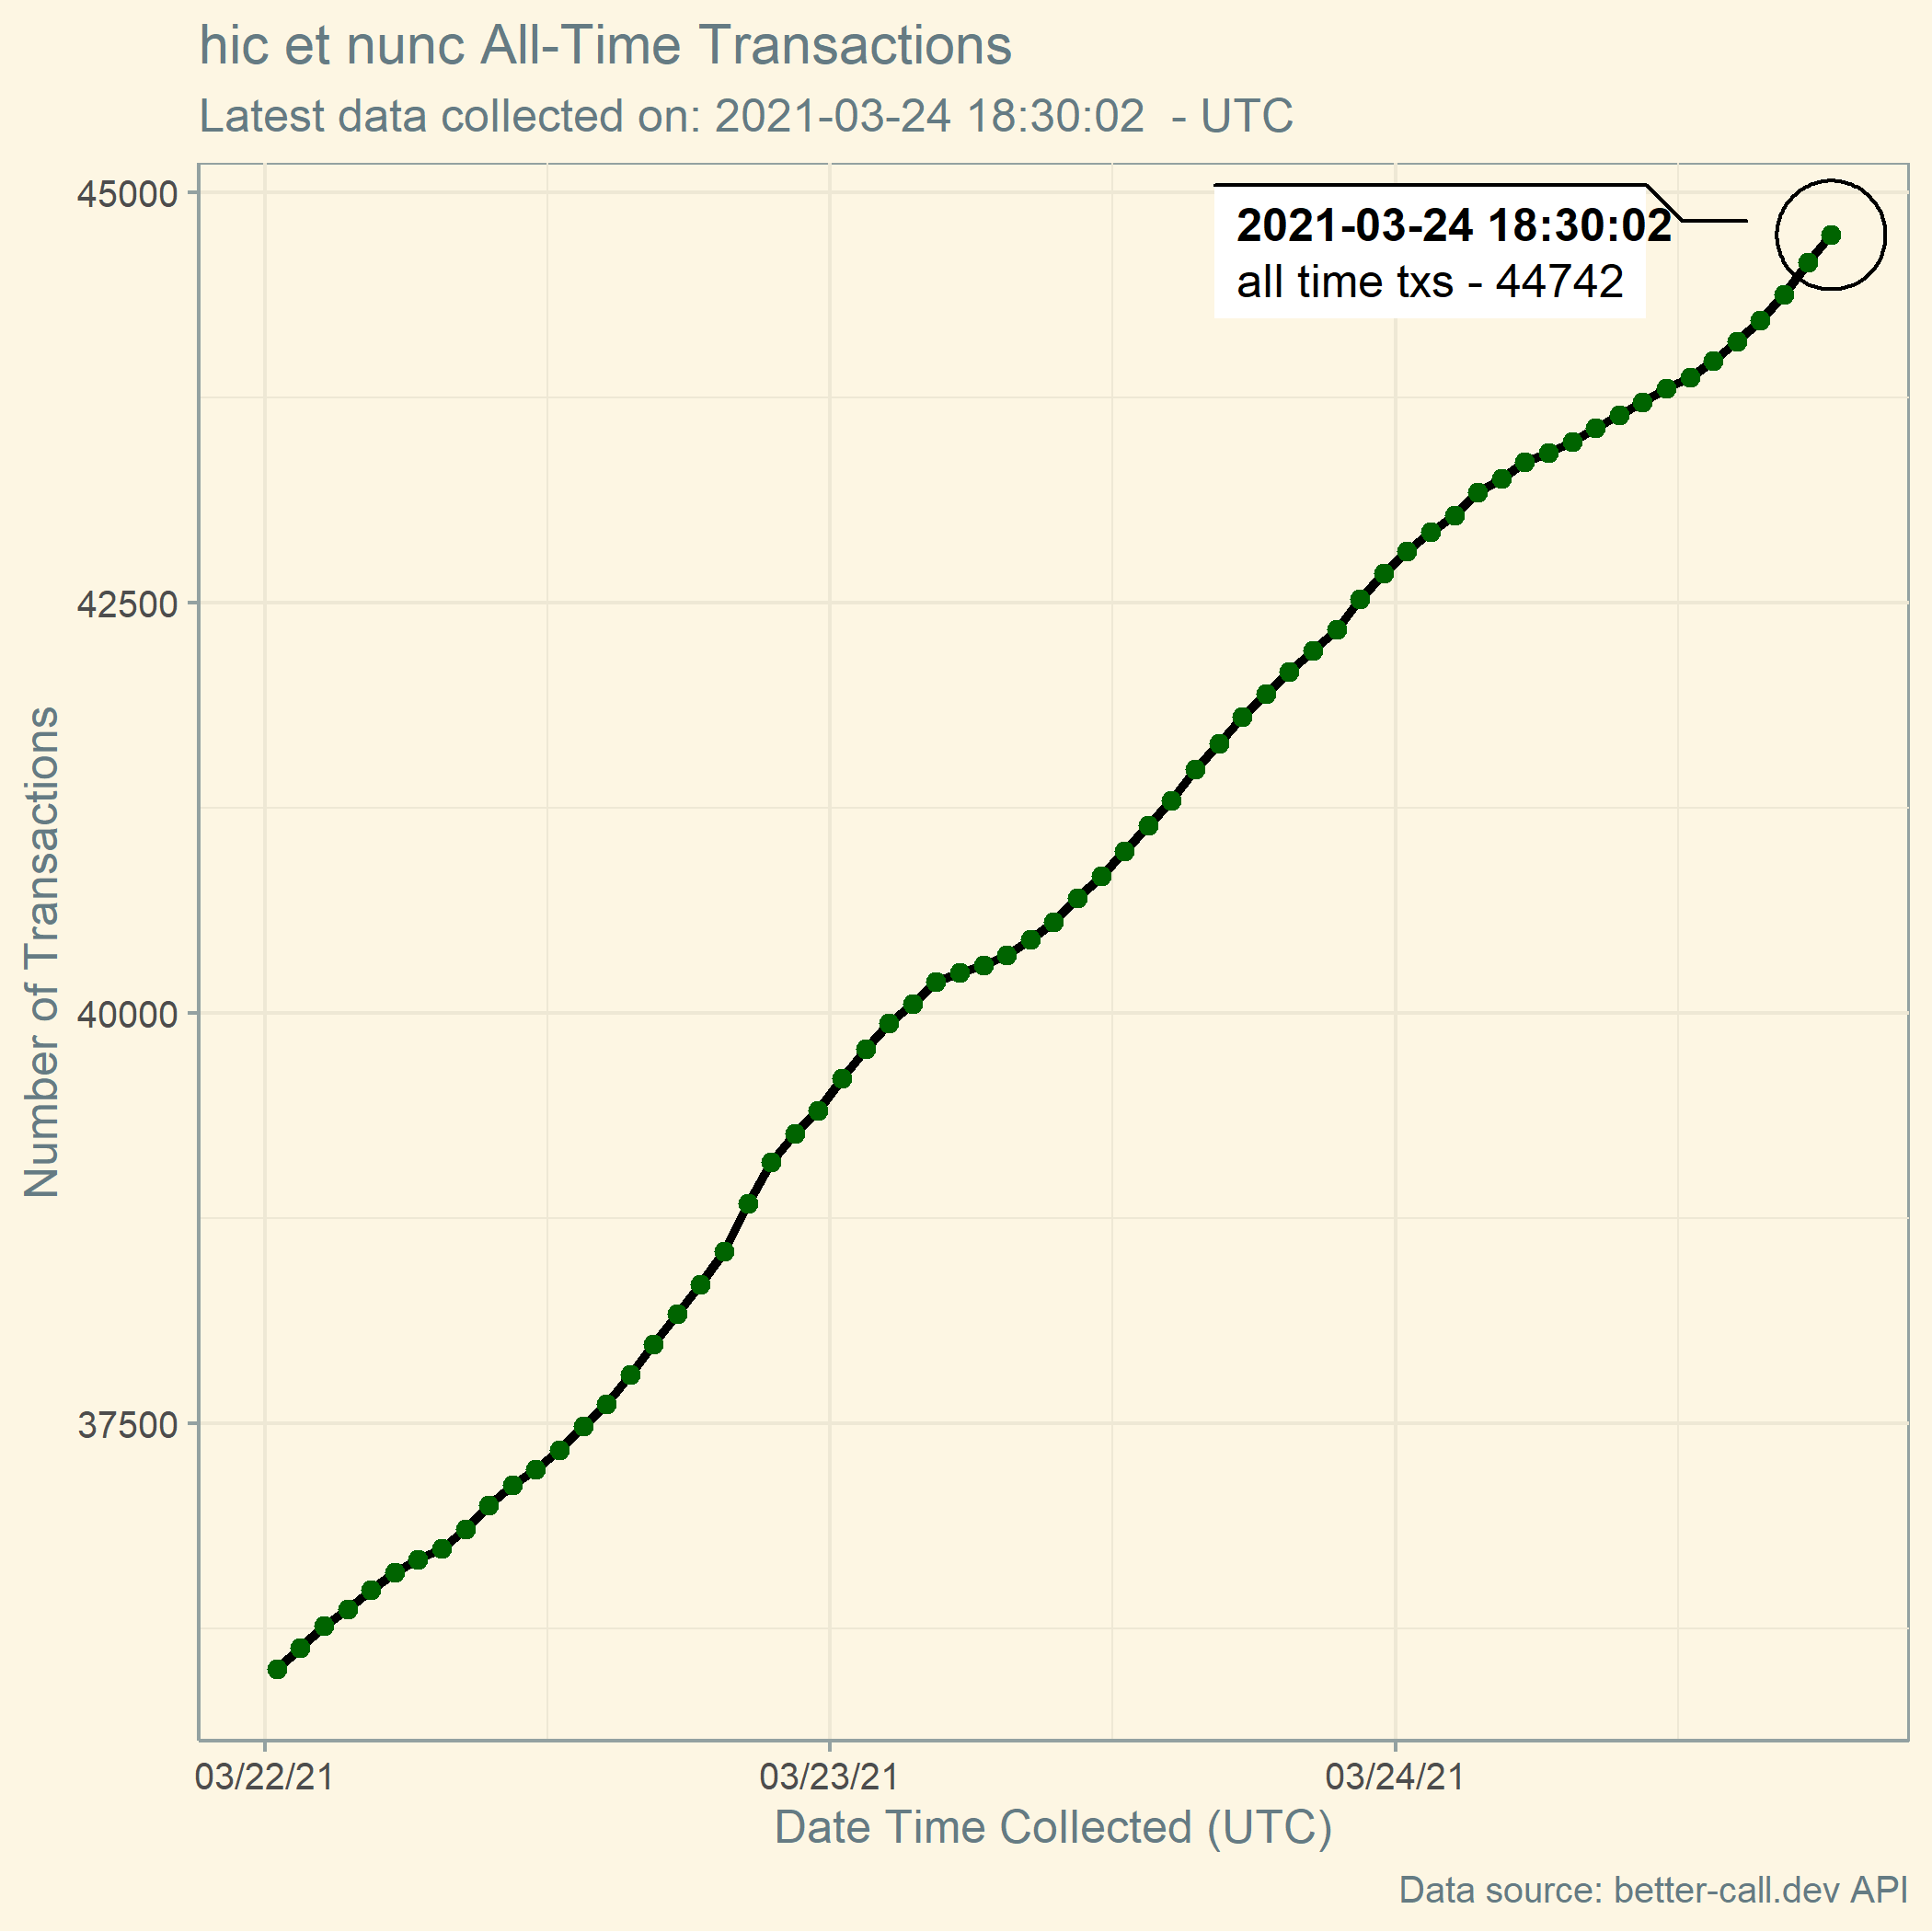 hic et nunc All-Time Transactions
Latest data collected on: 2021-03-24 18:30:02  - UTC
45000
2021-03-24 18:30:02
all time txs - 44742
42500
Number of Transactions
40000
37500
03/22/21 03/23/21 03/24/21
Date Time Collected (UTC)
Data source: better-call.dev API